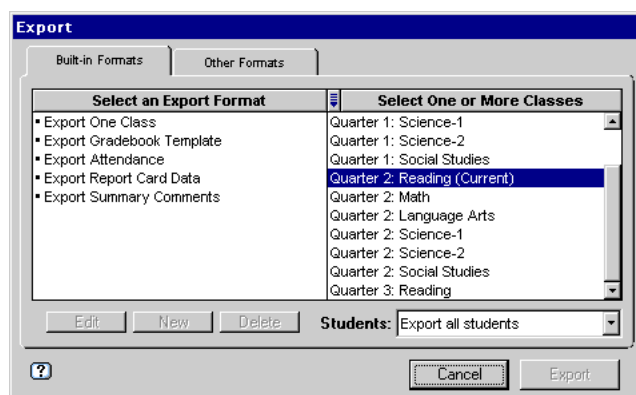 Export
Built-in Formats
Other Formats
Select an Export Format
Select One or More Classes
Export One Class
Export Gradebook Template
Export Attendance
Export Report Card Data
Export Summary Comments
Quarter 1: Science-1
Quarter 1: Science-2
Quarter 1: Social Studies
Quarter 2: Reading (Current)
Quarter 2: Math
Quarter 2: Language Arts
Quarter 2: Science-1
Quarter 2: Science-2
Quarter 2: Social Studies
Quarter 3: Reading
Edit
New
Delete
Students:
Export all students
?
Cancel
Export